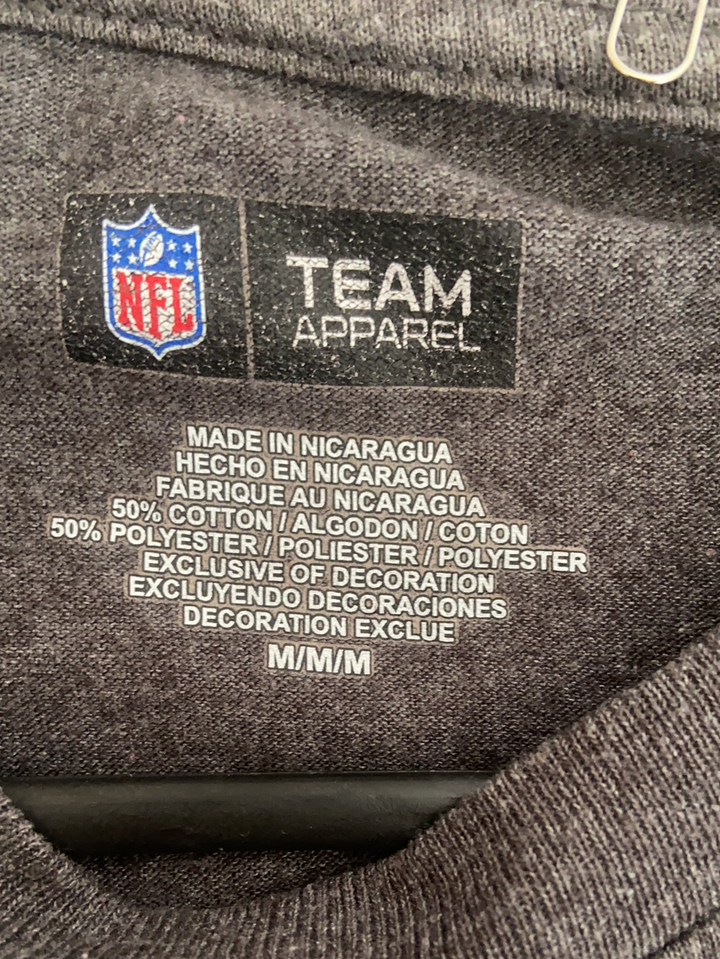 NFL
TEAM
APPAREL
MADE IN NICARAGUA
HECHO EN NICARAGUA
FABRIQUE AU NICARAGUA
50% COTTON / ALGODON / COTON
50% POLYESTER / POLIESTER / POLYESTER
EXCLUSIVE OF DECORATION
EXCLUYENDO DECORACIONES
DECORATION EXCLUE
M/M/M